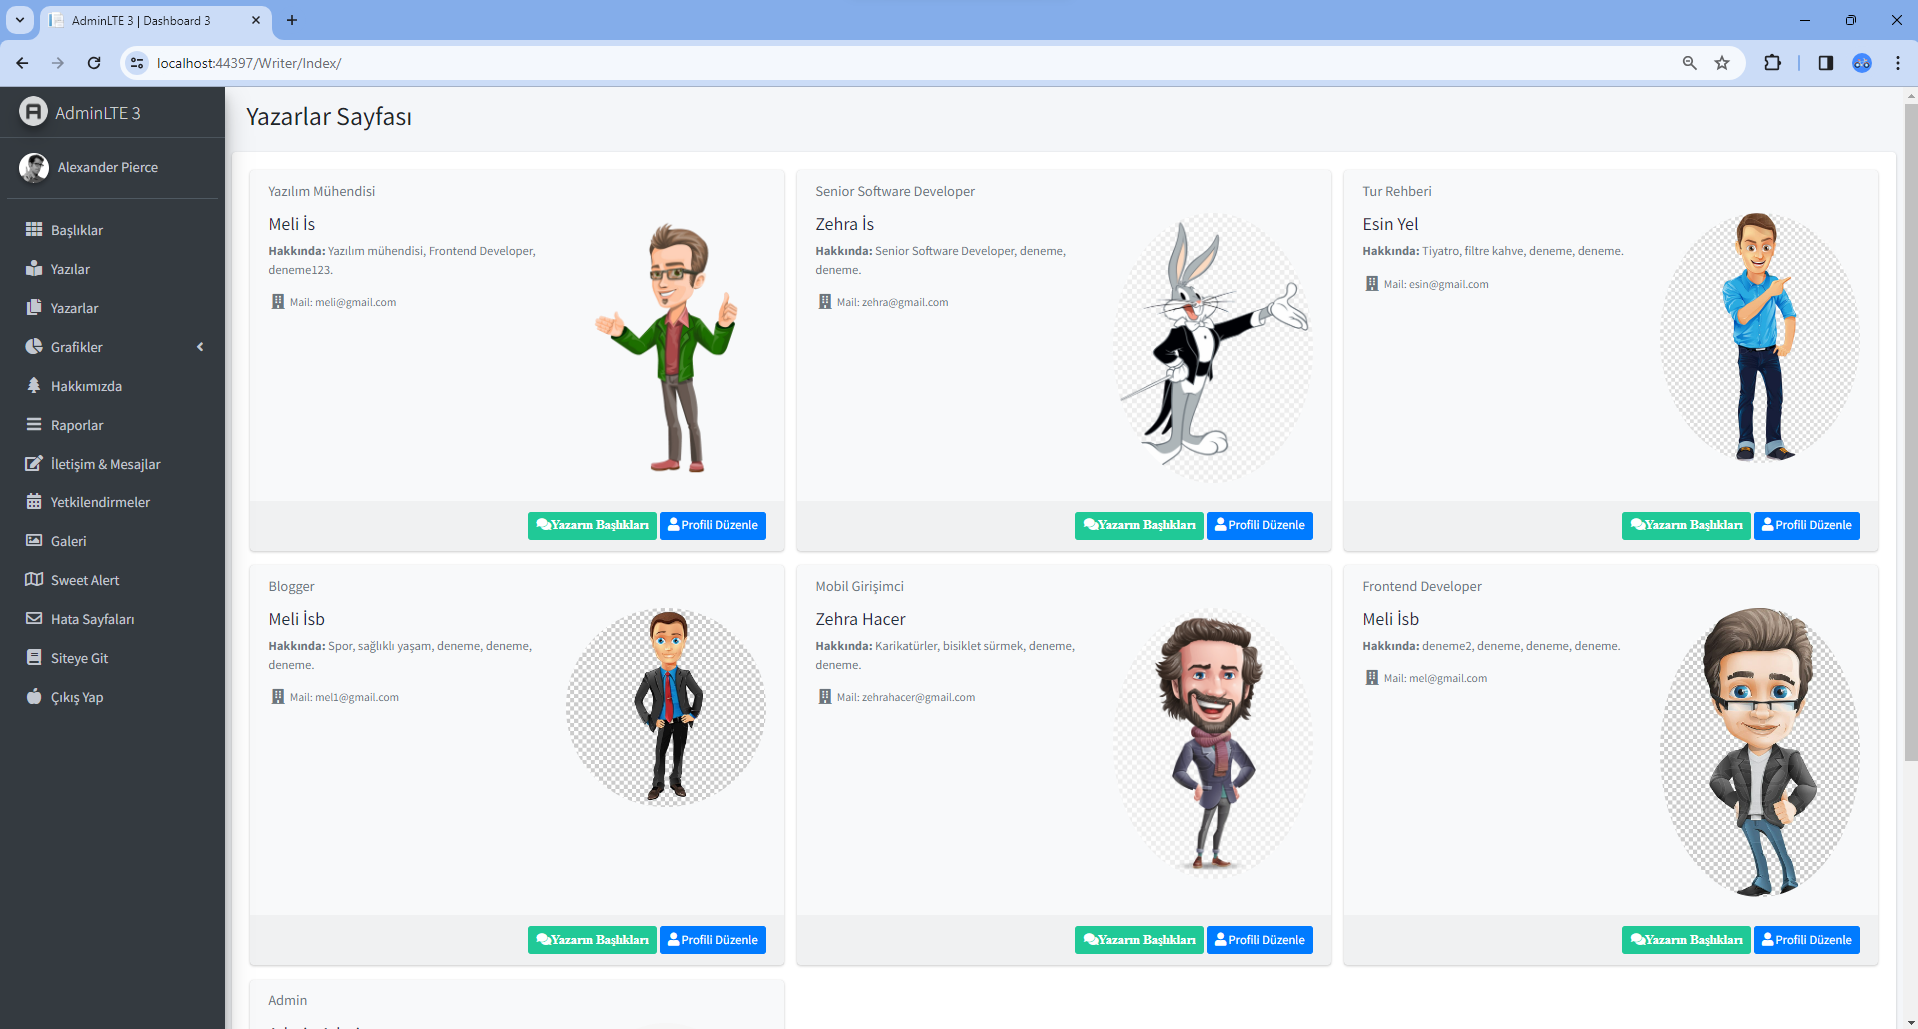 AdminLTE 3 | Dashboard 3
localhost:44397/Writer/Index/
AdminLTE 3
Alexander Pierce
Başlıklar
Yazılar
Yazarlar
Grafikler
Hakkımızda
Raporlar
İletişim & Mesajlar
Yetkilendirmeler
Galeri
Sweet Alert
Hata Sayfaları
Siteye Git
Çıkış Yap
Yazarlar Sayfası
Yazılım Mühendisi
Meli İs
Hakkında: Yazılım mühendisi, Frontend Developer,
deneme123.
Mail: meli@gmail.com
Yazarın Başlıkları Profili Düzenle
Senior Software Developer
Zehra İs
Hakkında: Senior Software Developer, deneme,
deneme.
Mail: zehra@gmail.com
Yazarın Başlıkları Profili Düzenle
Tur Rehberi
Esin Yel
Hakkında: Tiyatro, filtre kahve, deneme, deneme.
Mail: esin@gmail.com
Yazarın Başlıkları Profili Düzenle
Blogger
Meli İsb
Hakkında: Spor, sağlıklı yaşam, deneme, deneme,
deneme.
Mail: mel1@gmail.com
Yazarın Başlıkları Profili Düzenle
Mobil Girişimci
Zehra Hacer
Hakkında: Karikatürler, bisiklet sürmek, deneme,
deneme.
Mail: zehrahacer@gmail.com
Yazarın Başlıkları Profili Düzenle
Frontend Developer
Meli İsb
Hakkında: deneme2, deneme, deneme, deneme.
Mail: mel@gmail.com
Yazarın Başlıkları Profili Düzenle
Admin